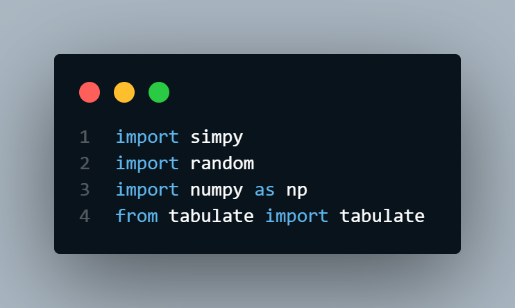 1 import simpy
2 import random
3 import numpy as np
4 from tabulate import tabulate